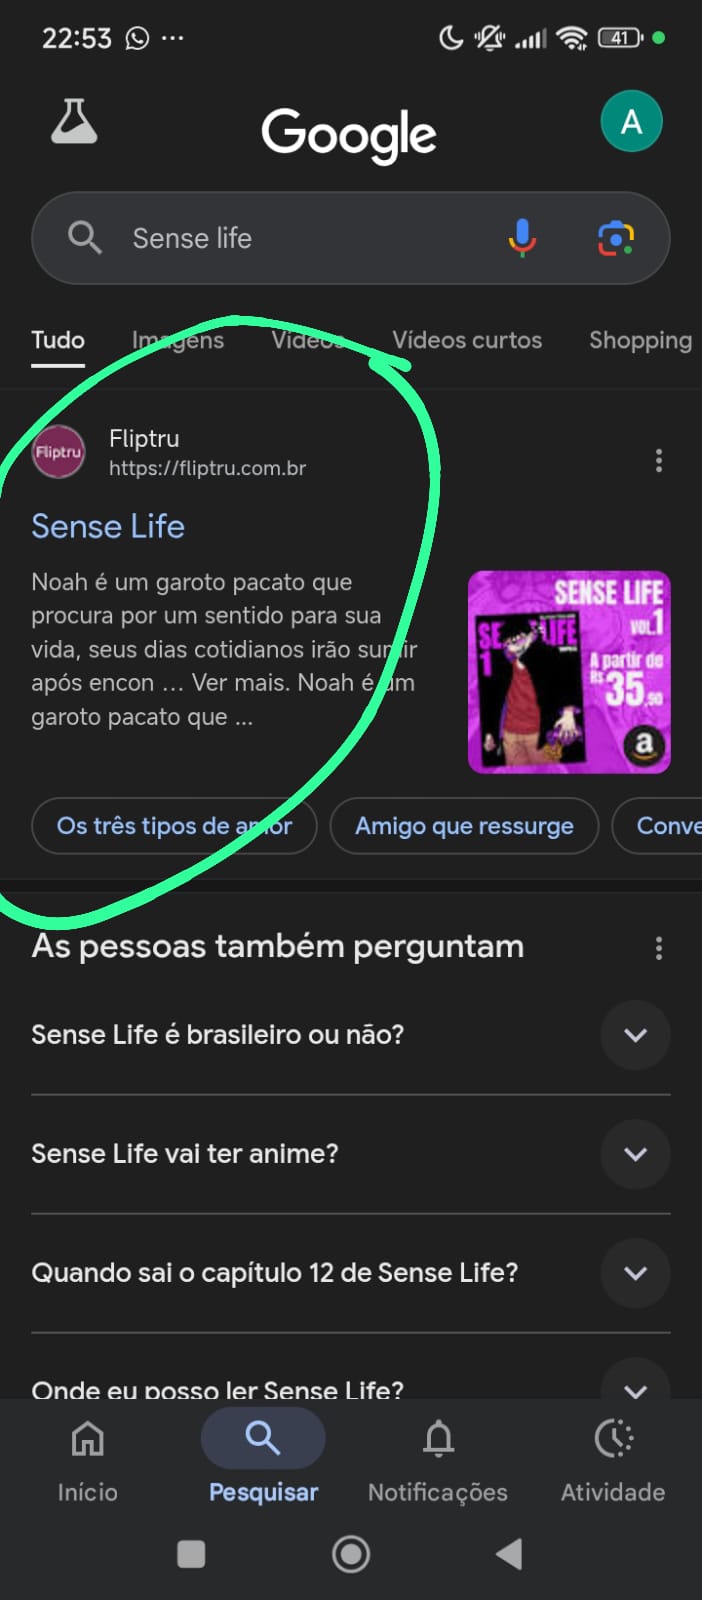 22:53
41
Google
A
Sense life
Tudo Imagens Vídeos Vídeos curtos Shopping
Fliptru
Fliptru
https://fliptru.com.br
Sense Life
Noah é um garoto pacato que
procura por um sentido para sua
vida, seus dias cotidianos irão sumir
após encon ... Ver mais. Noah é um
garoto pacato que ...
SENSE LIFE
VOL.1
SE LIFE
1
A partir de
R$ 35,90
a
Os três tipos de amor
Amigo que ressurge
Conve
As pessoas também perguntam
Sense Life é brasileiro ou não?
Sense Life vai ter anime?
Quando sai o capítulo 12 de Sense Life?
Onde eu posso ler Sense Life?
Início Pesquisar Notificações Atividade